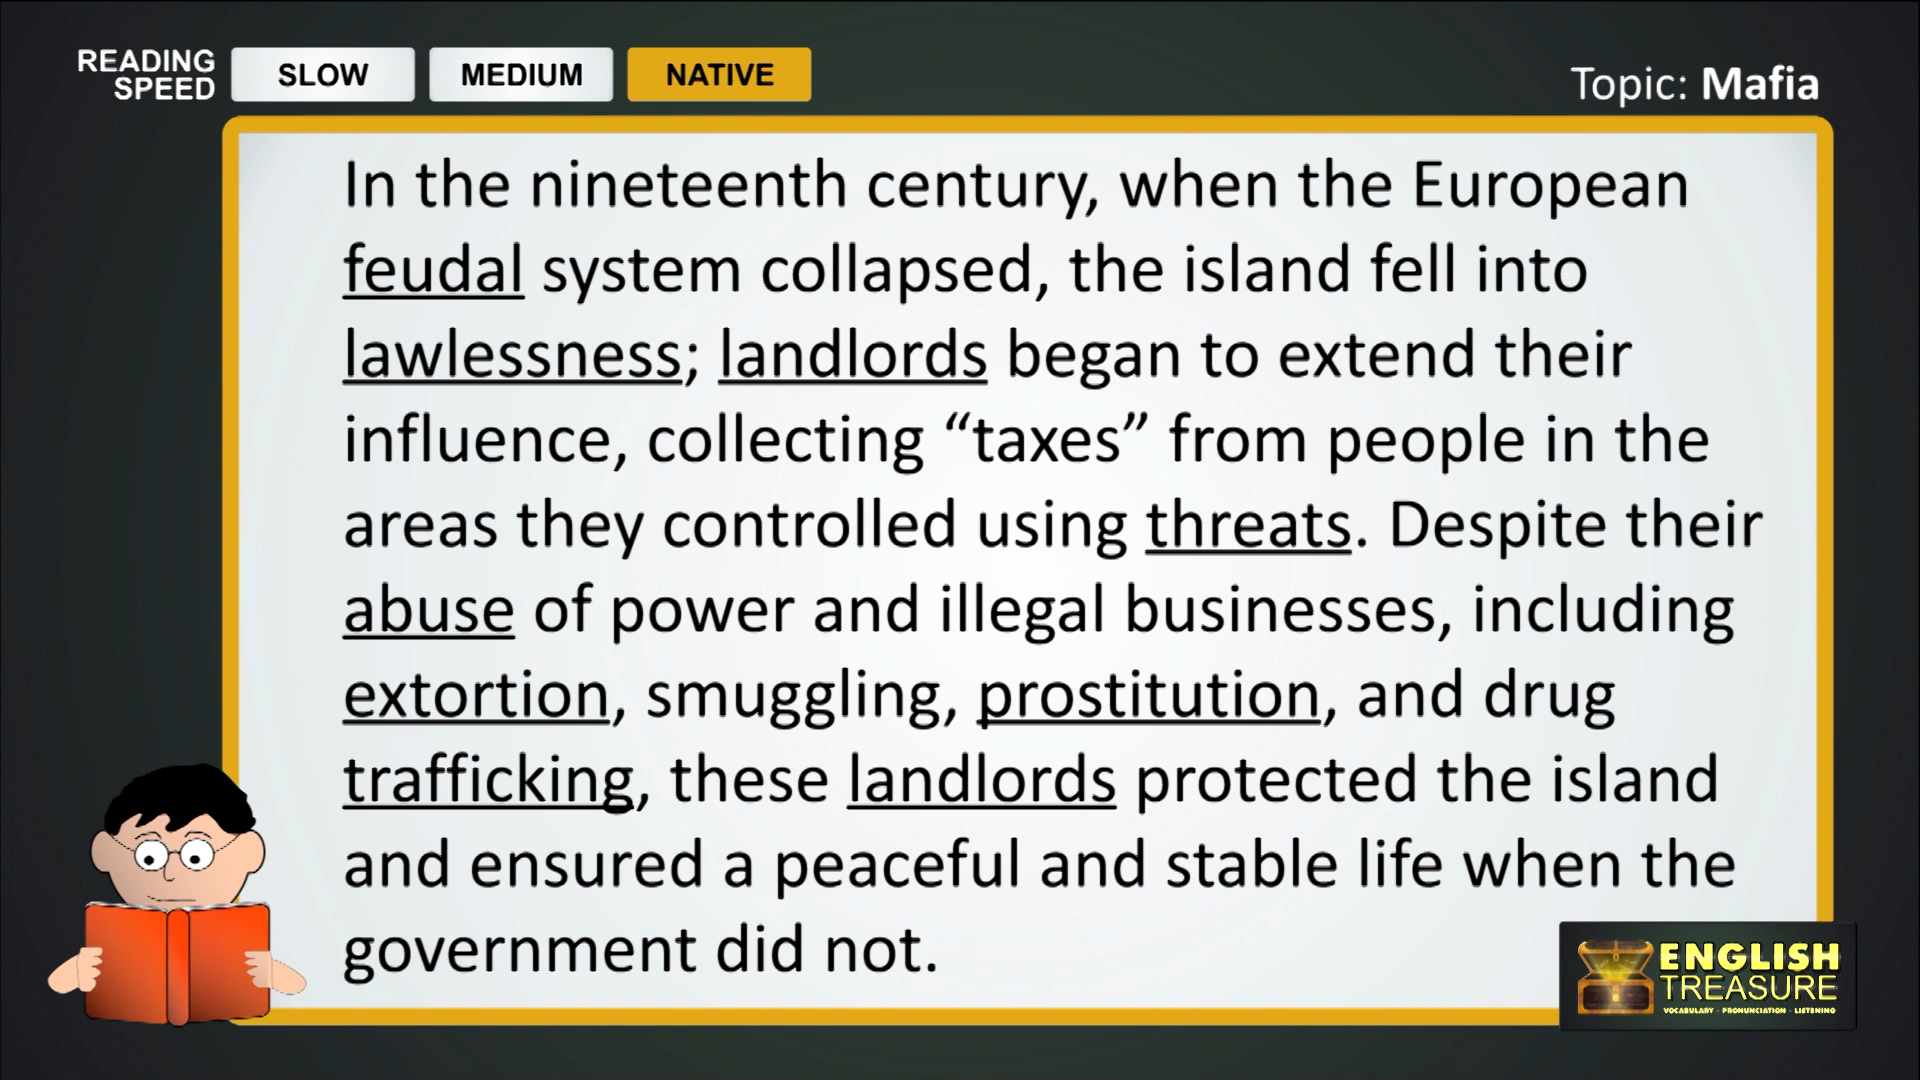 READING
SPEED
SLOW
MEDIUM
NATIVE
Topic: Mafia
In the nineteenth century, when the European
feudal system collapsed, the island fell into
lawlessness; landlords began to extend their
influence, collecting “taxes” from people in the
areas they controlled using threats. Despite their
abuse of power and illegal businesses, including
extortion, smuggling, prostitution, and drug
trafficking, these landlords protected the island
and ensured a peaceful and stable life when the
government did not.
ENGLISH
TREASURE
VOCABULARY · PRONUNCIATION · LISTENING